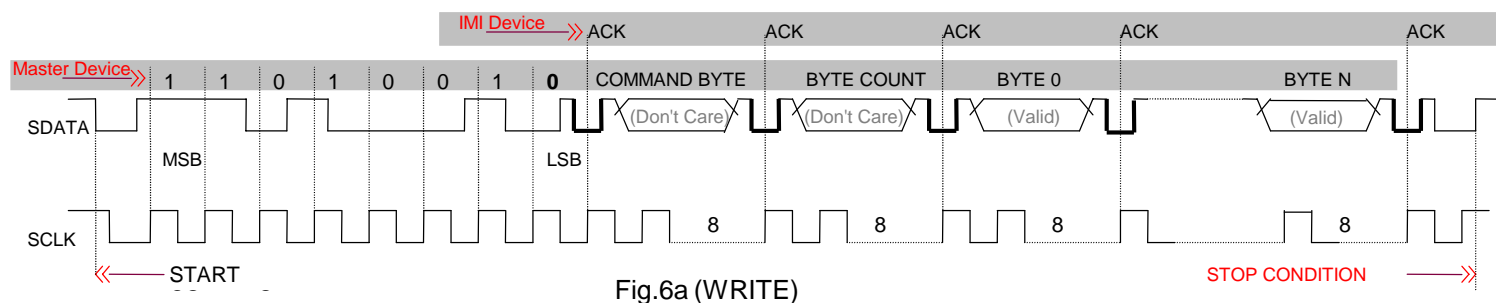 IMI Device ACK ACK ACK ACK ACK
Master Device 1 1 0 1 0 0 1 0 COMMAND BYTE BYTE COUNT BYTE 0 BYTE N
SDATA (Don't Care) (Don't Care) (Valid) (Valid)
MSB LSB
SCLK 8 8 8 8
START STOP CONDITION
Fig.6a (WRITE)